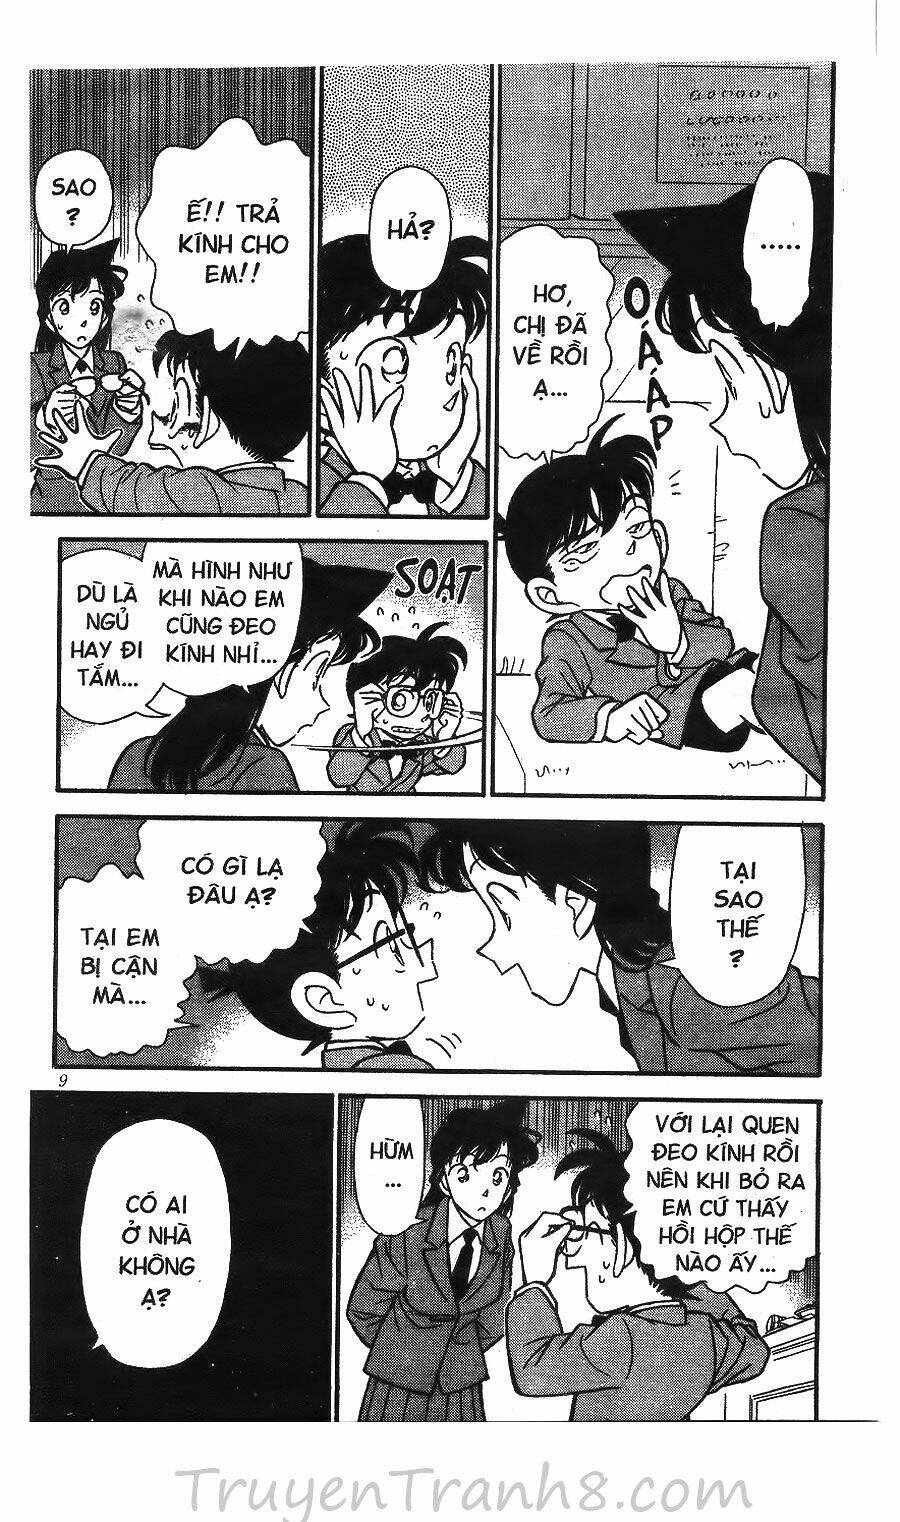 .....
O.Á.ÁP
HƠ,
CHỊ ĐÃ
VỀ RỒI
Ạ...
HẢ?
Ế!! TRẢ
KÍNH CHO
EM!!
SAO
?
SOẠT
MÀ HÌNH NHƯ
KHI NÀO EM
CŨNG ĐEO
KÍNH NHỈ...
DÙ LÀ
NGỦ
HAY ĐI
TẮM...
TẠI
SAO
THẾ
?
CÓ GÌ LẠ
ĐÂU Ạ?
TẠI EM
BỊ CẬN
MÀ...
9
VỚI LẠI QUEN
ĐEO KÍNH RỒI
NÊN KHI BỎ RA
EM CỨ THẤY
HỒI HỘP THẾ
NÀO ẤY...
HỪM
...
CÓ AI
Ở NHÀ
KHÔNG
Ạ?
TruyenTranh8.com